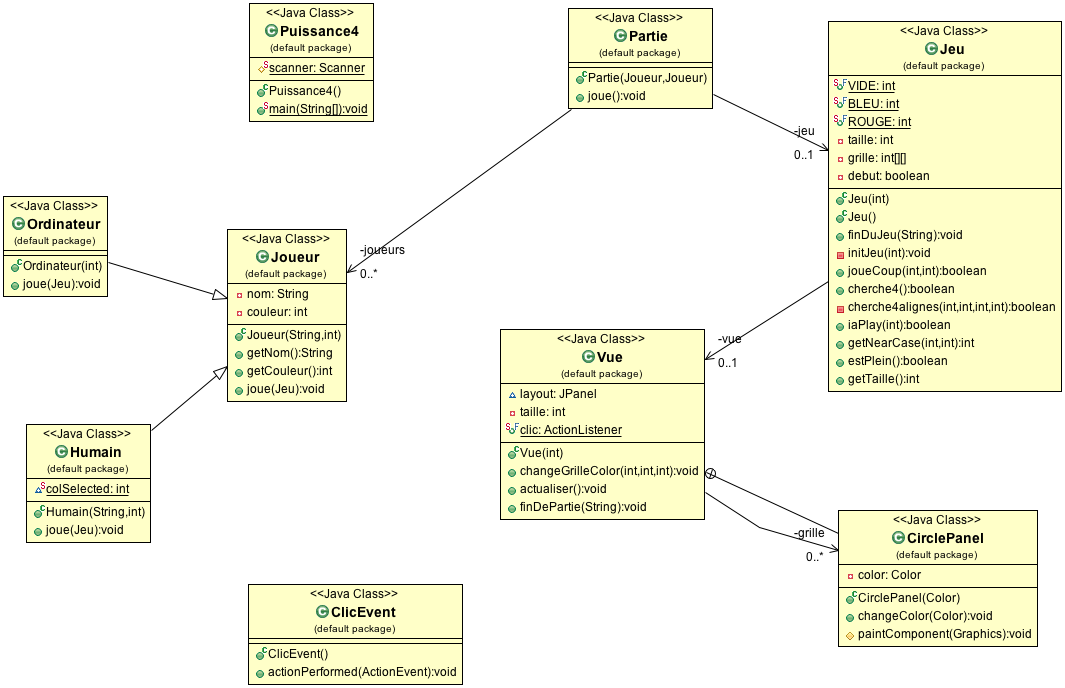 <<Java Class>>
Puissance4
(default package)
scanner: Scanner
Puissance4()
main(String[]):void
<<Java Class>>
Partie
(default package)
Partie(Joueur,Joueur)
joue():void
<<Java Class>>
Jeu
(default package)
VIDE: int
BLEU: int
ROUGE: int
taille: int
grille: int[][]
debut: boolean
Jeu(int)
Jeu()
finDuJeu(String):void
initJeu(int):void
joueCoup(int,int):boolean
cherche4():boolean
cherche4alignes(int,int,int,int):boolean
iaPlay(int):boolean
getNearCase(int,int):int
estPlein():boolean
getTaille():int
-jeu
0..1
<<Java Class>>
Ordinateur
(default package)
Ordinateur(int)
joue(Jeu):void
<<Java Class>>
Joueur
(default package)
nom: String
couleur: int
Joueur(String,int)
getNom():String
getCouleur():int
joue(Jeu):void
-joueurs
0..*
-vue
0..1
<<Java Class>>
Vue
(default package)
layout: JPanel
taille: int
clic: ActionListener
Vue(int)
changeGrilleColor(int,int,int):void
actualiser():void
finDePartie(String):void
<<Java Class>>
Humain
(default package)
colSelected: int
Humain(String,int)
joue(Jeu):void
-grille
0..*
<<Java Class>>
CirclePanel
(default package)
color: Color
CirclePanel(Color)
changeColor(Color):void
paintComponent(Graphics):void
<<Java Class>>
ClicEvent
(default package)
ClicEvent()
actionPerformed(ActionEvent):void